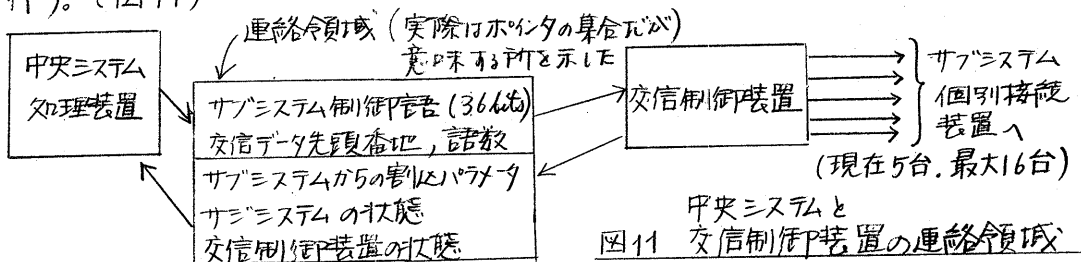 行う。(図11)
連絡領域(実際はポインタの集合だが)
意味する所を示した
中央システム
処理装置
サブシステム制御語(36bits)
交信データ先頭番地,語数
サブシステムからの割込パラメータ
サブシステムの状態
交信制御装置の状態
交信制御装置
サブシステム
個別接続
装置へ
(現在5台.最大16台)
中央システムと
図11 交信制御装置の連絡領域